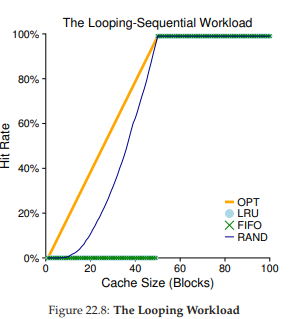 The Looping-Sequential Workload
100%
80%
60%
40%
20%
0%
Hit Rate
OPT
LRU
FIFO
RAND
0 20 40 60 80 100
Cache Size (Blocks)
Figure 22.8: The Looping Workload